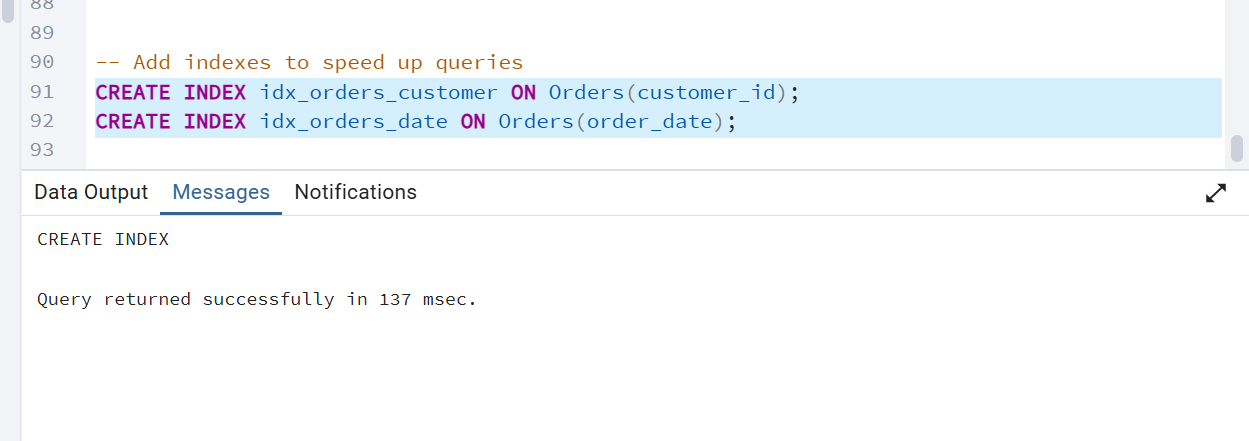 88
89
90 -- Add indexes to speed up queries
91 CREATE INDEX idx_orders_customer ON Orders(customer_id);
92 CREATE INDEX idx_orders_date ON Orders(order_date);
93
Data Output Messages Notifications
CREATE INDEX
Query returned successfully in 137 msec.